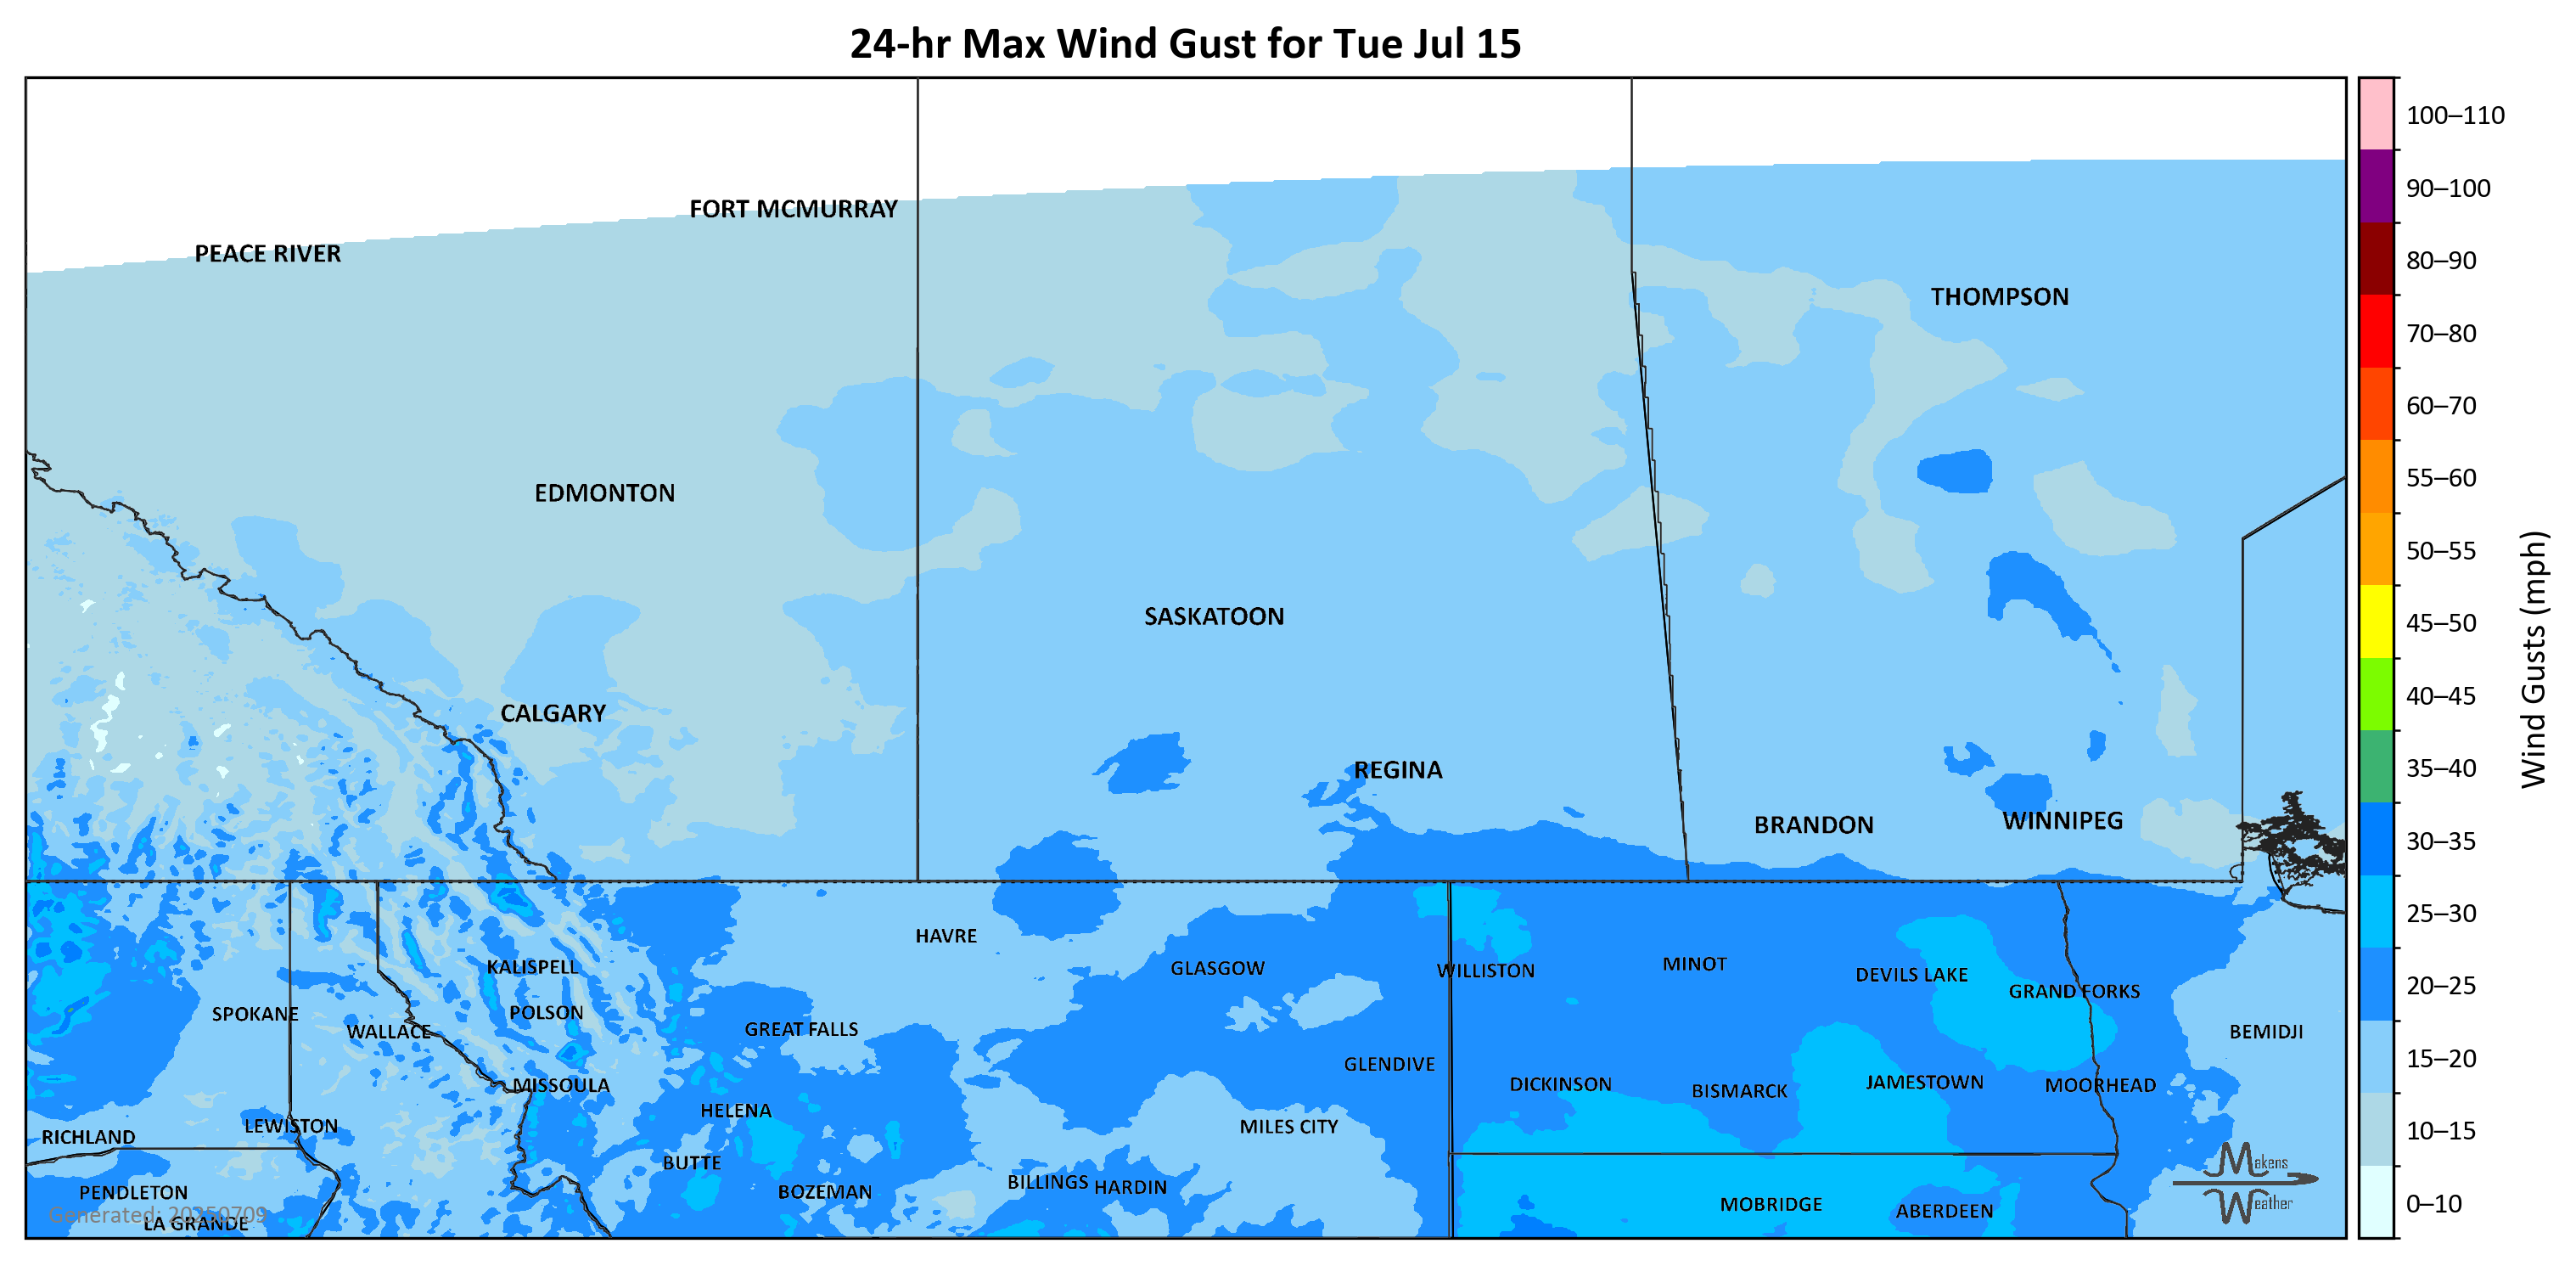 24-hr Max Wind Gust for Tue Jul 15
100–110
90–100
80–90
70–80
60–70
55–60
50–55
45–50
40–45
35–40
30–35
25–30
20–25
15–20
10–15
0–10
Wind Gusts (mph)
FORT MCMURRAY
PEACE RIVER
THOMPSON
EDMONTON
SASKATOON
CALGARY
REGINA
BRANDON
WINNIPEG
HAVRE
KALISPELL
GLASGOW
WILLISTON
MINOT
DEVILS LAKE
GRAND FORKS
SPOKANE
POLSON
WALLACE
GREAT FALLS
BEMIDJI
GLENDIVE
MISSOULA
DICKINSON
BISMARCK
JAMESTOWN
MOORHEAD
HELENA
LEWISTON
MILES CITY
RICHLAND
BUTTE
BILLINGS
HARDIN
PENDLETON
BOZEMAN
MOBRIDGE
ABERDEEN
Generated: 20250709
LA GRANDE
Makens
Weather